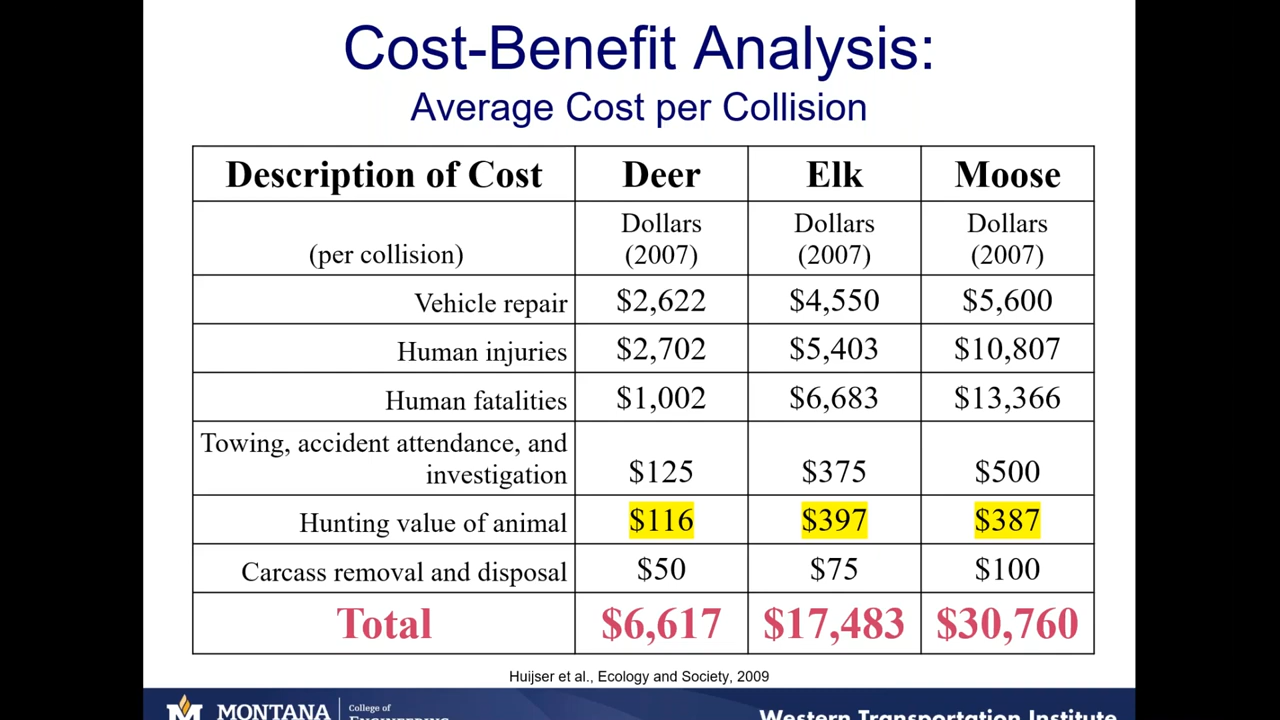 Cost-Benefit Analysis:
Average Cost per Collision
Description of Cost Deer Elk Moose
(per collision) Dollars (2007) Dollars (2007) Dollars (2007)
Vehicle repair $2,622 $4,550 $5,600
Human injuries $2,702 $5,403 $10,807
Human fatalities $1,002 $6,683 $13,366
Towing, accident attendance, and
investigation $125 $375 $500
Hunting value of animal $116 $397 $387
Carcass removal and disposal $50 $75 $100
Total $6,617 $17,483 $30,760
Huijser et al., Ecology and Society, 2009
M MONTANA
College of
ENGINEERING
Western Transportation Institute